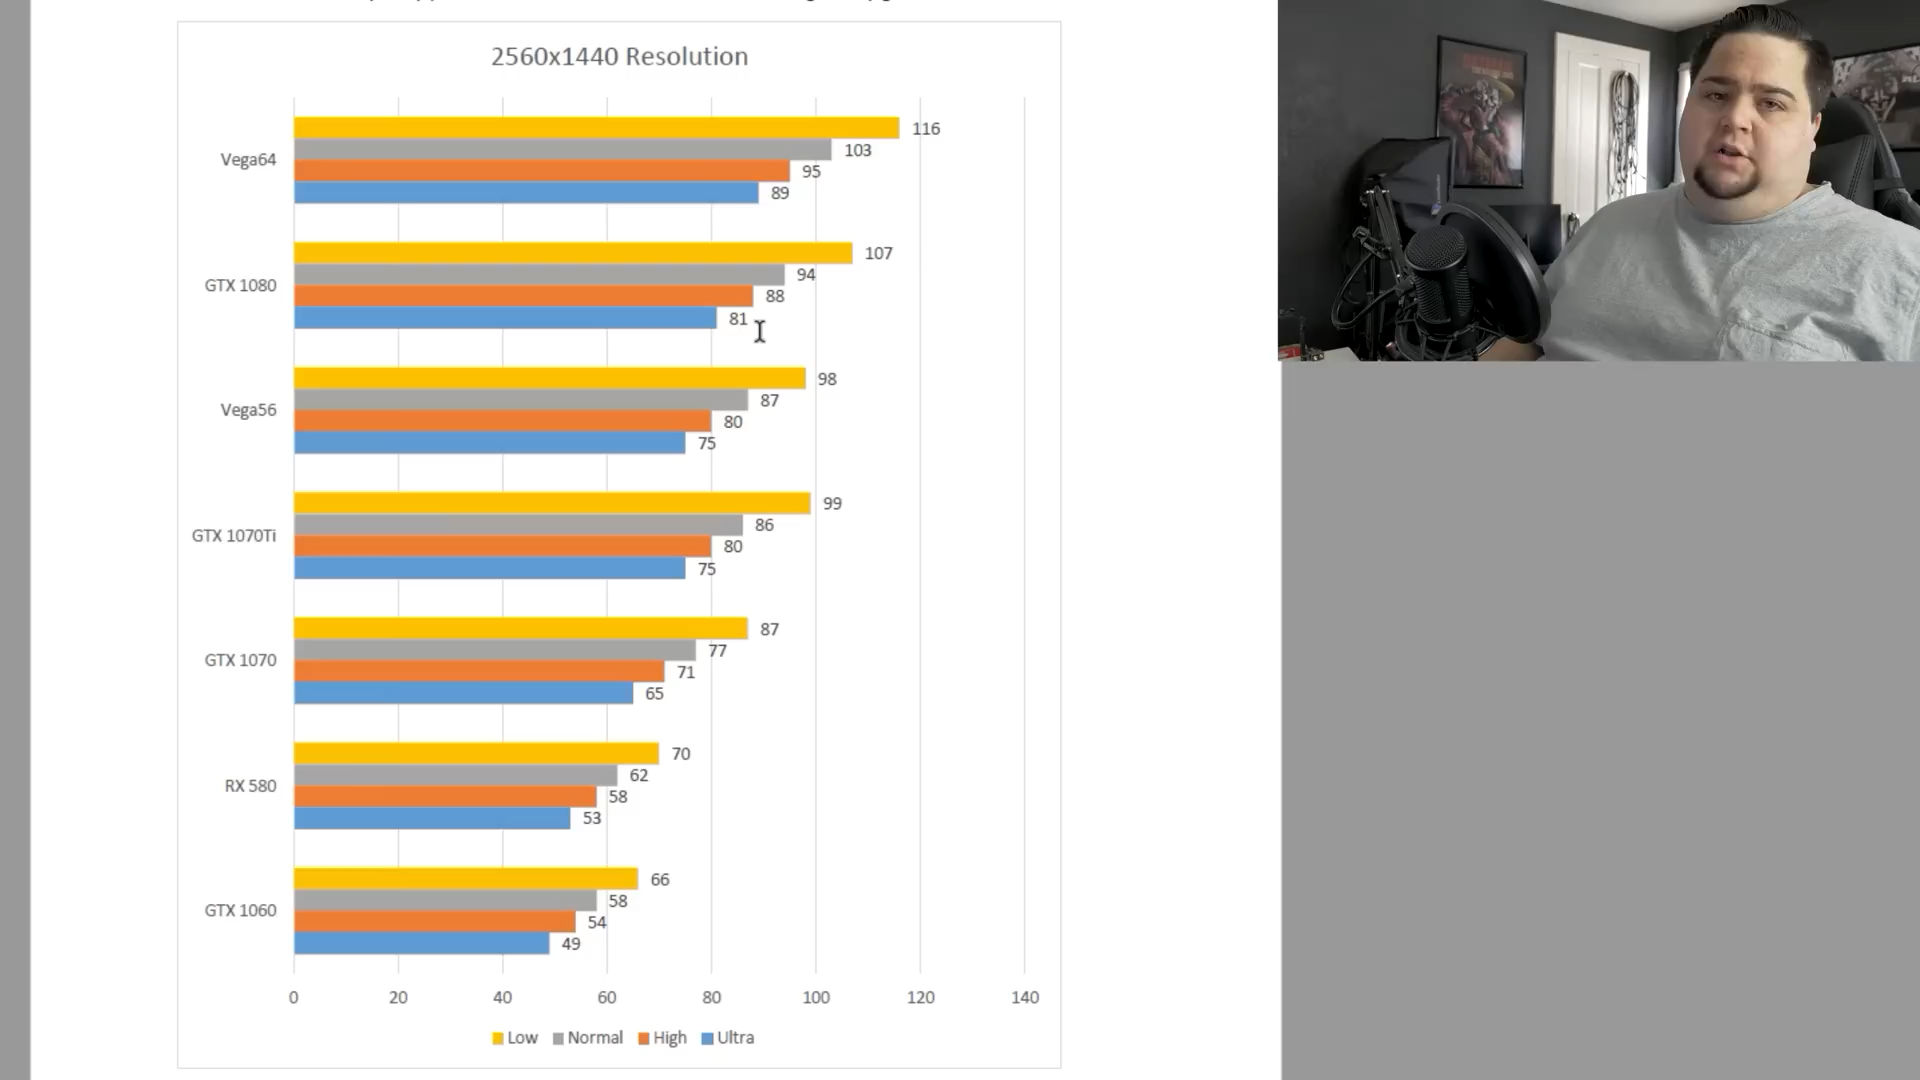 2560x1440 Resolution
Vega64
116
103
95
89
GTX 1080
107
94
88
81
Vega56
98
87
80
75
GTX 1070Ti
99
86
80
75
GTX 1070
87
77
71
65
RX 580
70
62
58
53
GTX 1060
66
58
54
49
0 20 40 60 80 100 120 140
Low Normal High Ultra